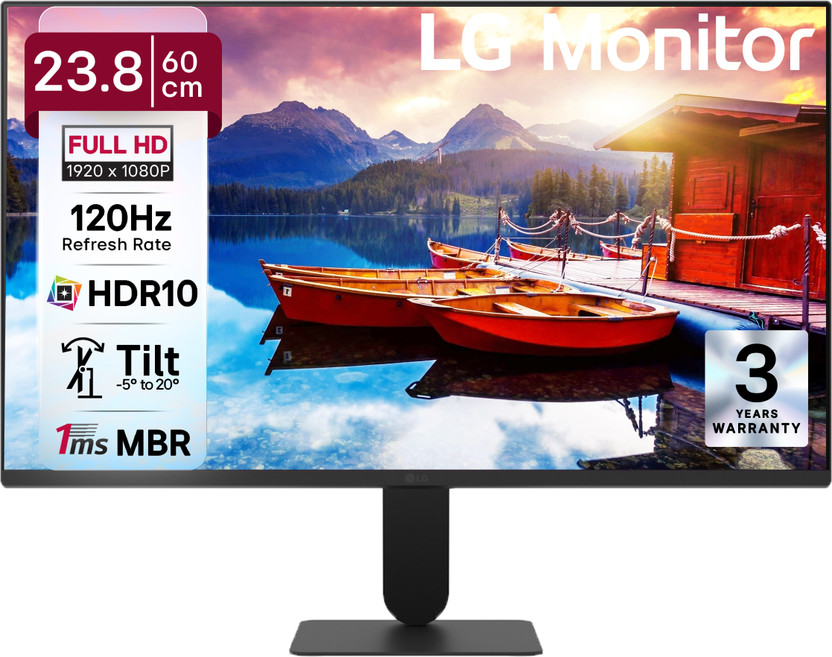 LG Monitor
23.8 60
cm
FULL HD
1920 x 1080P
120Hz
Refresh Rate
HDR10
Tilt
-5° to 20°
1ms MBR
3
YEARS
WARRANTY
LG